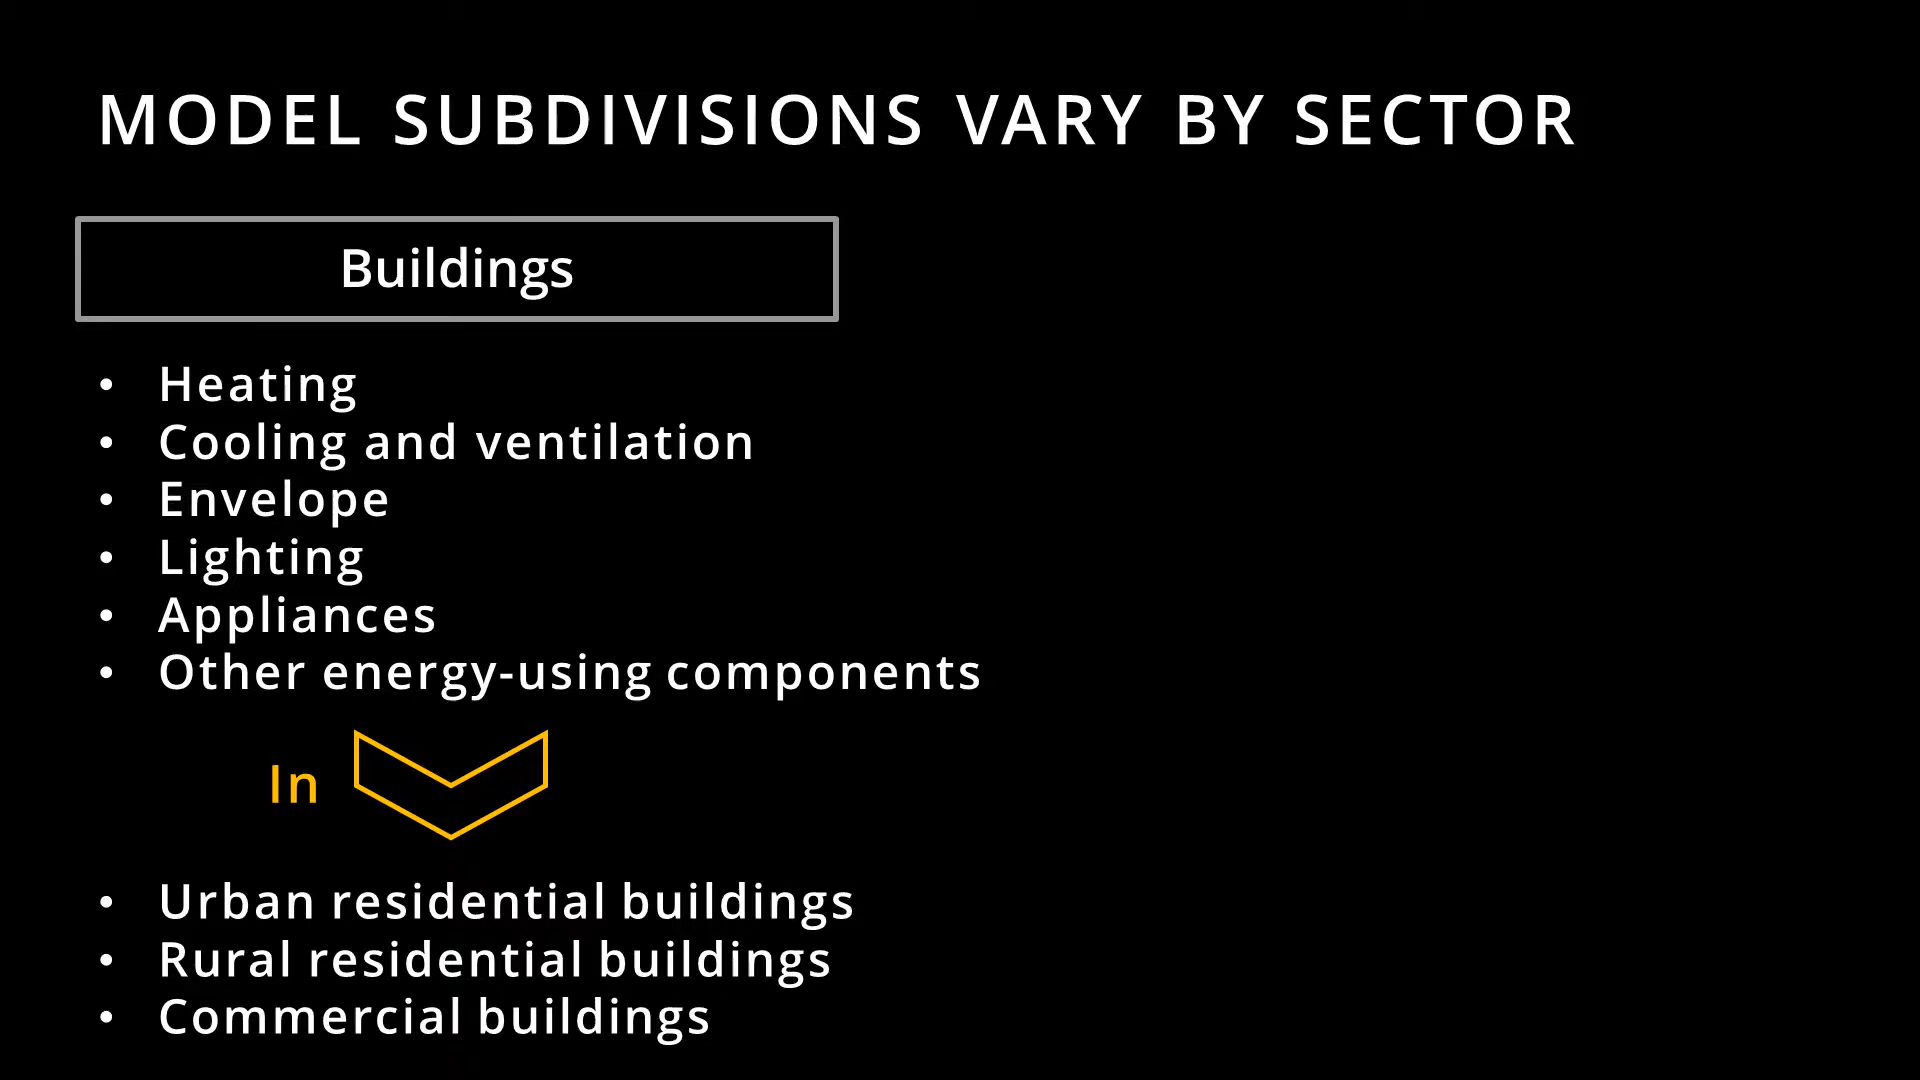 MODEL SUBDIVISIONS VARY BY SECTOR
Buildings
• Heating
• Cooling and ventilation
• Envelope
• Lighting
• Appliances
• Other energy-using components
In
• Urban residential buildings
• Rural residential buildings
• Commercial buildings